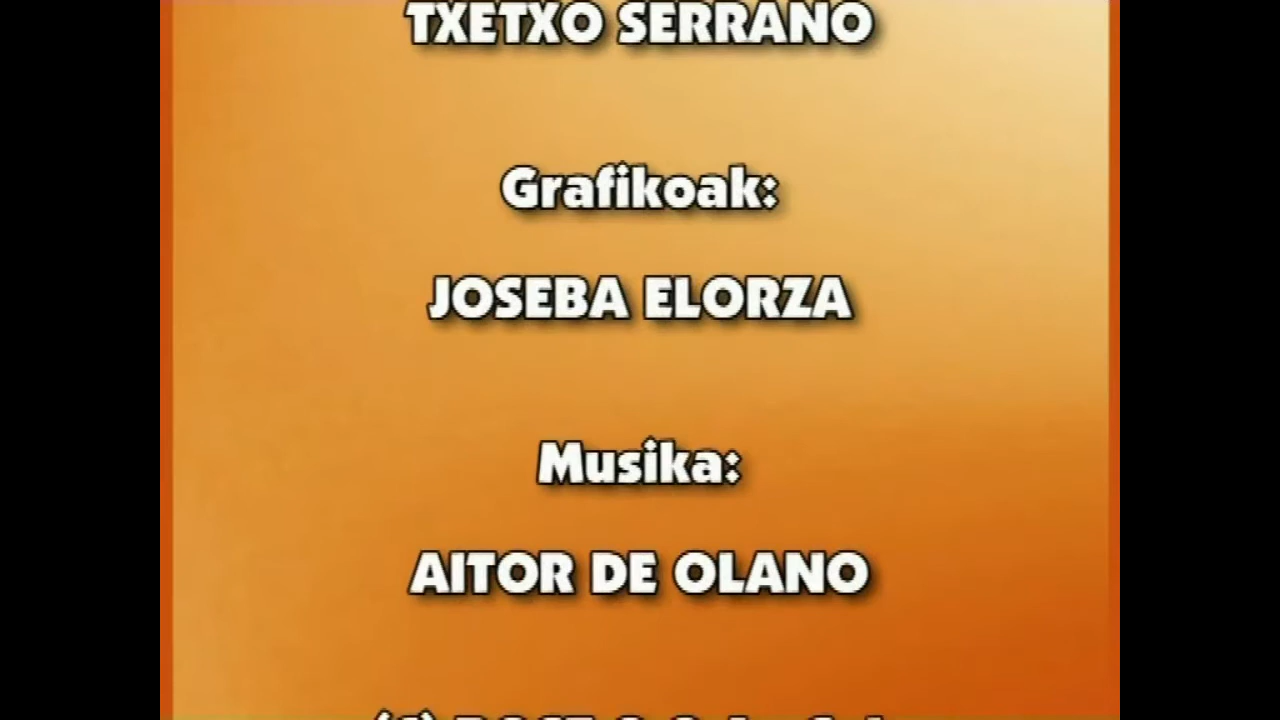 TXETXO SERRANO
Grafikoak:
JOSEBA ELORZA
Musika:
AITOR DE OLANO